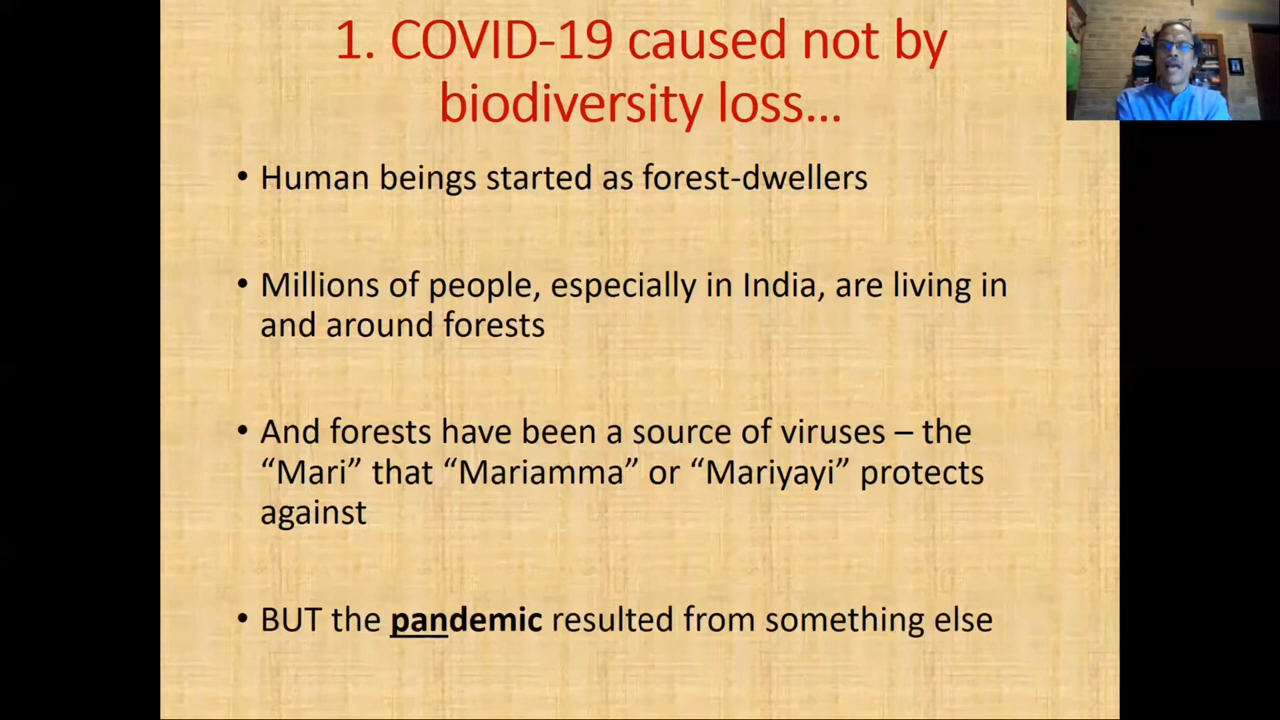 1. COVID-19 caused not by
biodiversity loss...
• Human beings started as forest-dwellers
• Millions of people, especially in India, are living in
and around forests
• And forests have been a source of viruses – the
“Mari” that “Mariamma” or “Mariyayi” protects
against
• BUT the pandemic resulted from something else